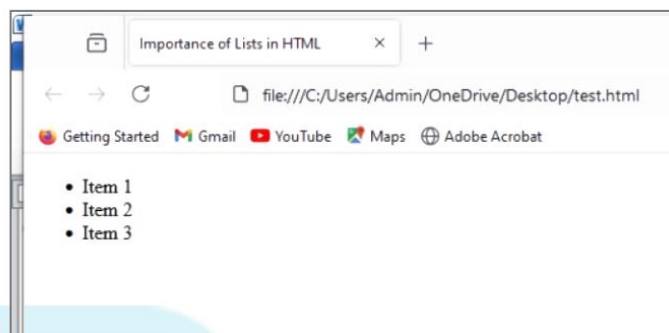 Importance of Lists in HTML
file:///C:/Users/Admin/OneDrive/Desktop/test.html
Getting Started Gmail YouTube Maps Adobe Acrobat
• Item 1
• Item 2
• Item 3